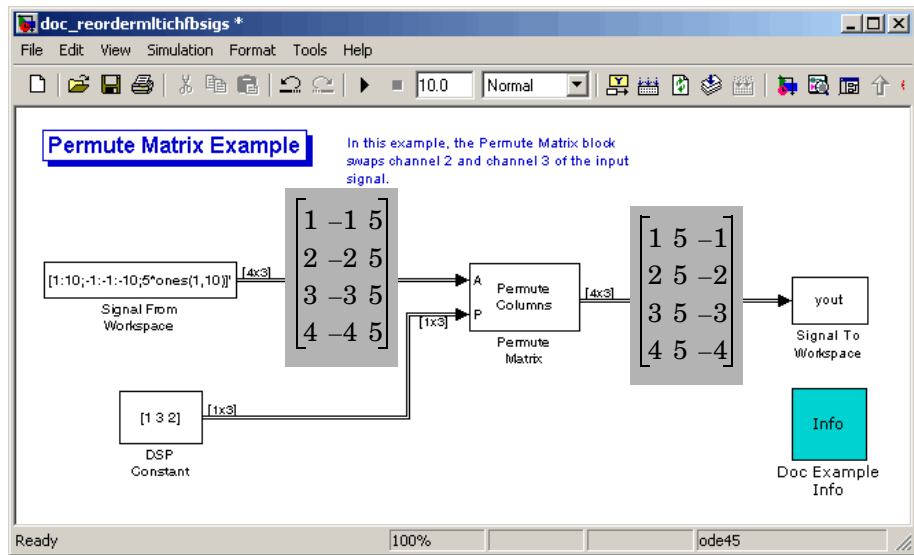 doc_reordermltichfbsigs *
File Edit View Simulation Format Tools Help
10.0 Normal
Permute Matrix Example
In this example, the Permute Matrix block
swaps channel 2 and channel 3 of the input
signal.
[1:10;-1:-1:-10;5*ones(1,10)]'
Signal From
Workspace
[4x3]
1 –1 5
2 –2 5
3 –3 5
4 –4 5
[1x3]
A
P
Permute
Columns
Permute
Matrix
[4x3]
1 5 –1
2 5 –2
3 5 –3
4 5 –4
yout
Signal To
Workspace
[1 3 2]
[1x3]
DSP
Constant
Info
Doc Example
Info
Ready 100% ode45